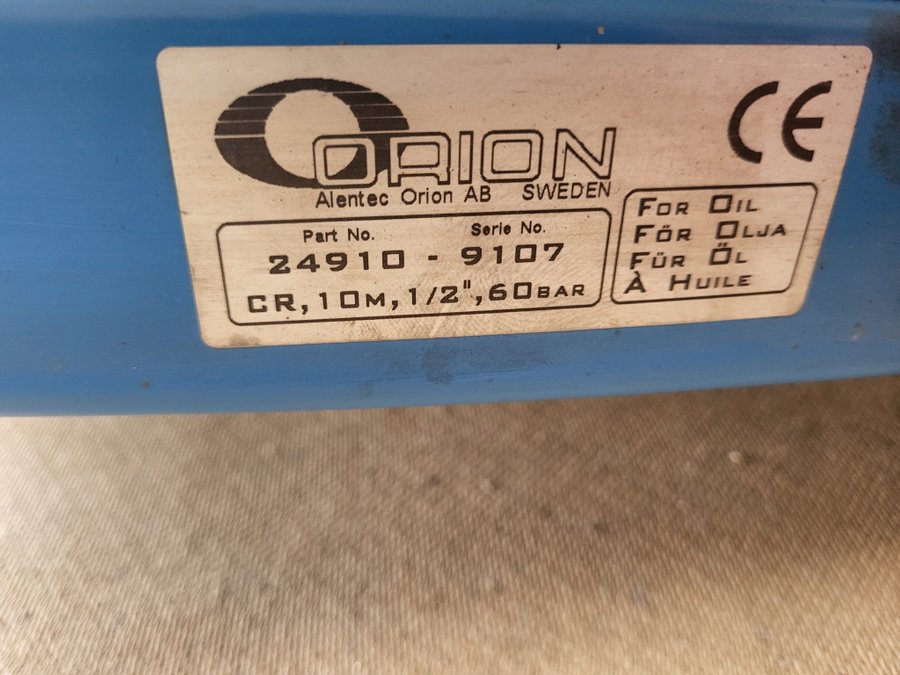 ORION
Alentec Orion AB SWEDEN
CE
Part No. Serie No.
24910 - 9107
CR, 10M, 1/2", 60BAR
FOR OIL
FÖR OLJA
FÜR ÖL
À HUILE